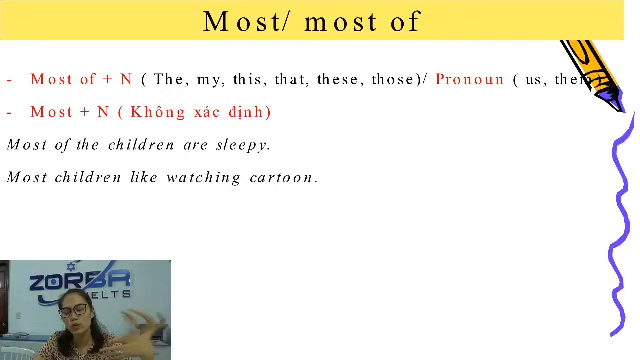 Most/ most of
- Most of + N ( The, my, this, that, these, those)/ Pronoun ( us, them)
- Most + N ( Không xác định)
Most of the children are sleepy.
Most children like watching cartoon.
ZORBA
IELTS